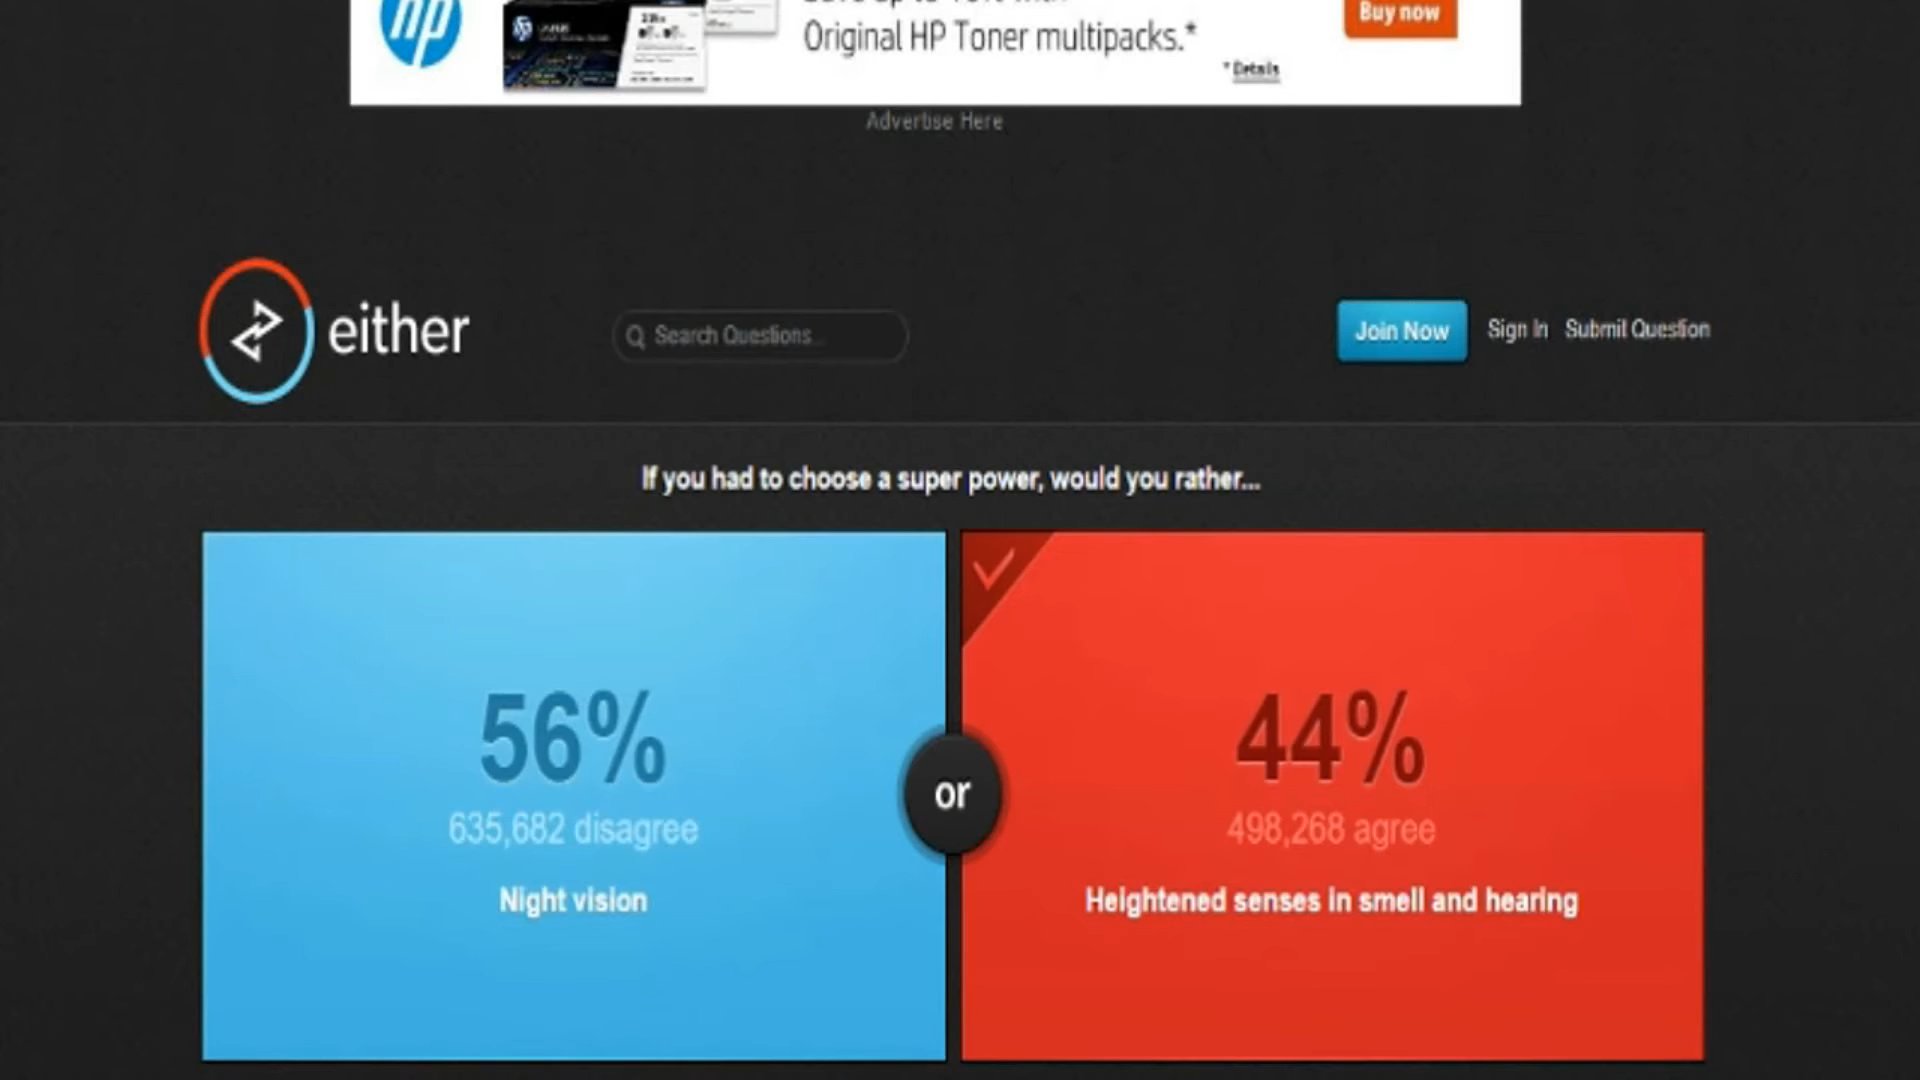 hp
Original HP Toner multipacks.*
Buy now
* Details
Advertise Here
either
Search Questions...
Join Now
Sign In
Submit Question
If you had to choose a super power, would you rather...
56%
635,682 disagree
Night vision
or
44%
498,268 agree
Heightened senses in smell and hearing